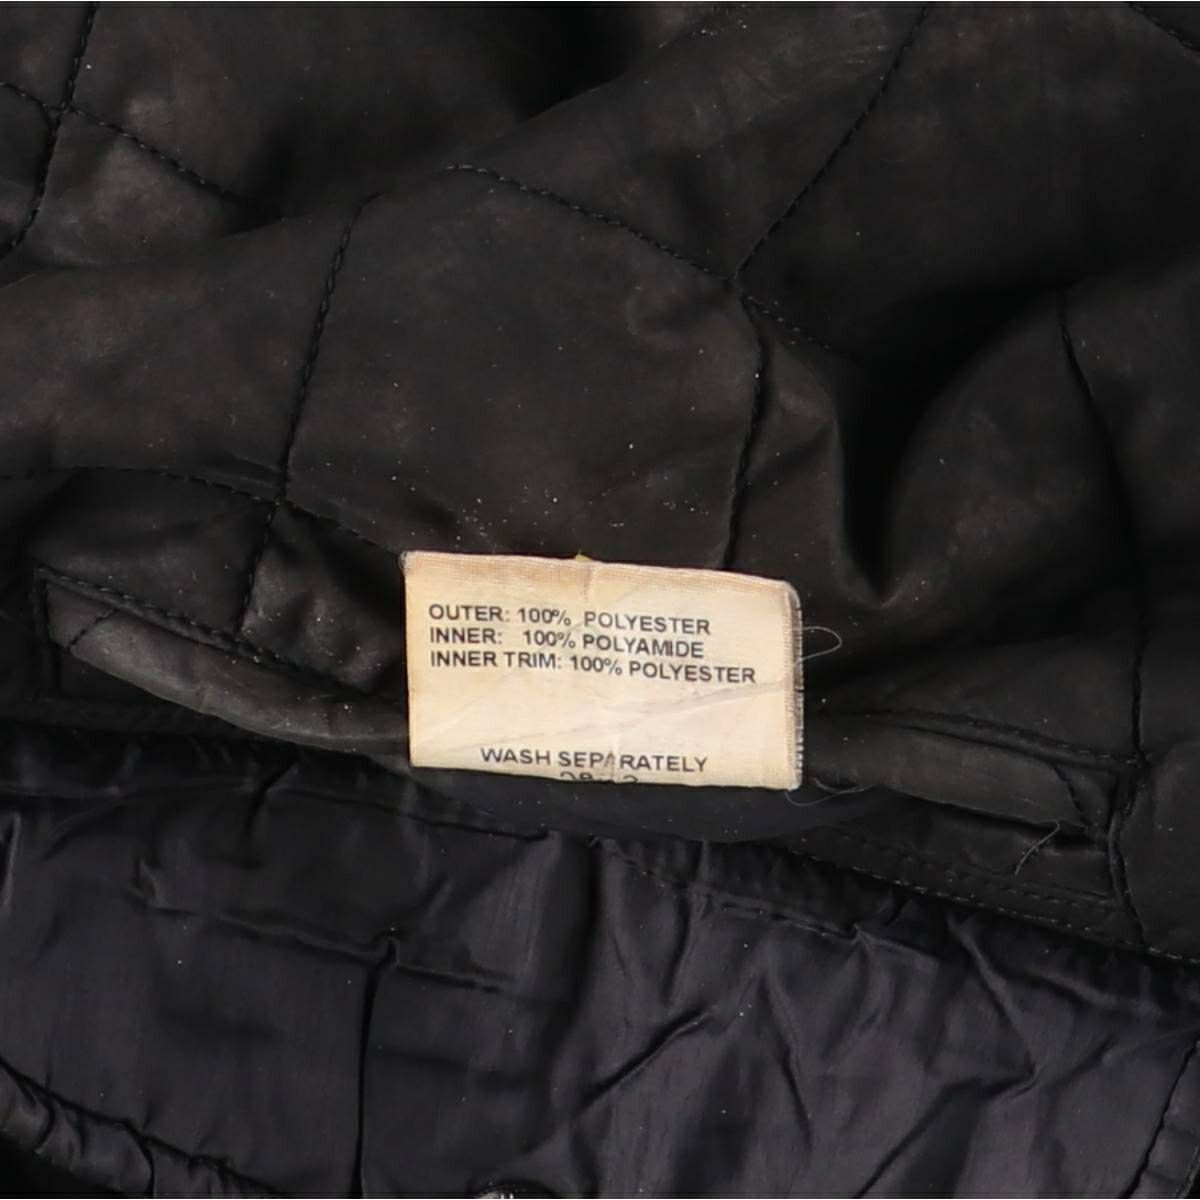 OUTER: 100% POLYESTER
INNER: 100% POLYAMIDE
INNER TRIM: 100% POLYESTER
WASH SEPARATELY